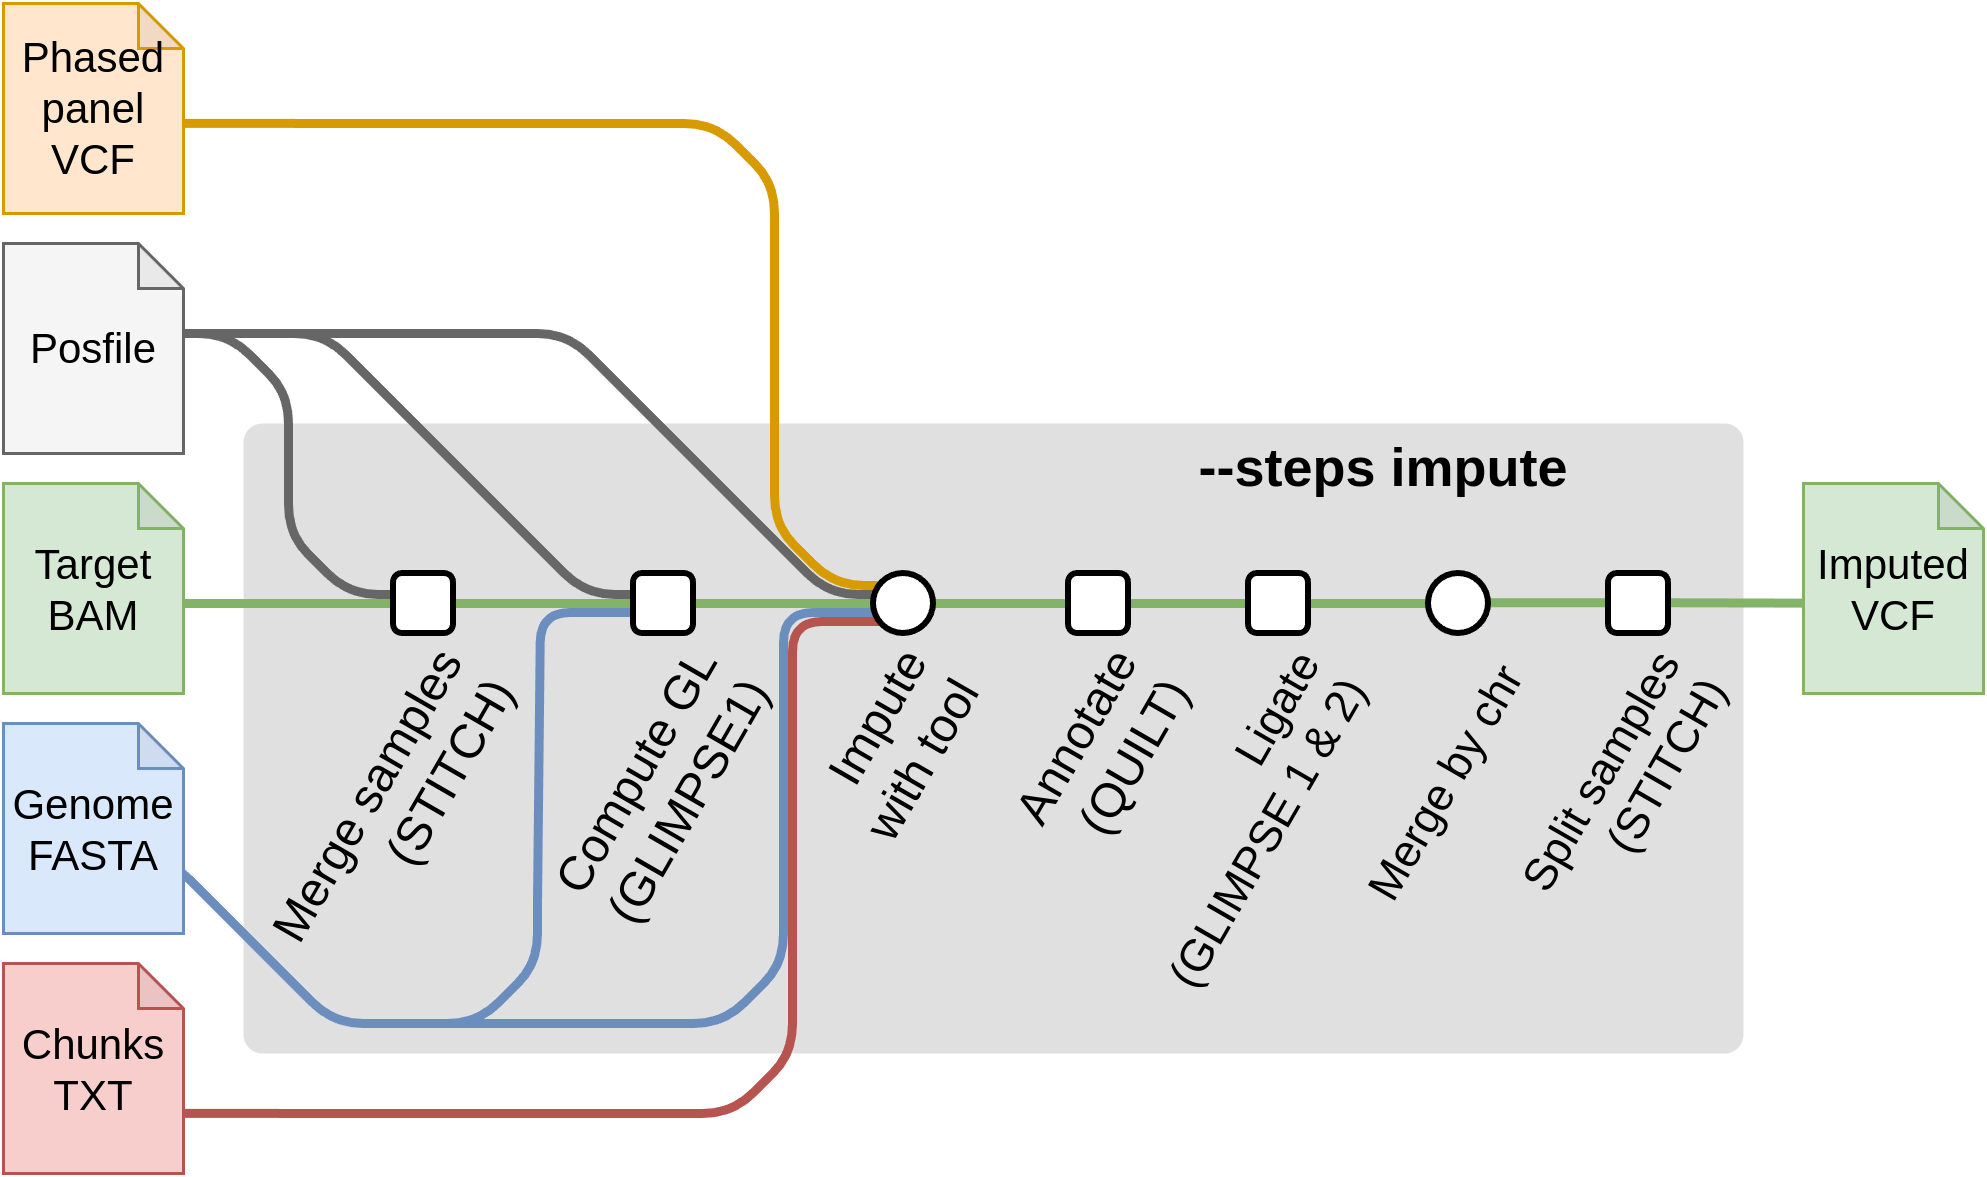 Phased
panel
VCF
Posfile
Target
BAM
Genome
FASTA
Chunks
TXT
--steps impute
Merge samples
(STITCH)
Compute GL
(GLIMPSE1)
Impute
with tool
Annotate
(QUILT)
Ligate
(GLIMPSE 1 & 2)
Merge by chr
Split samples
(STITCH)
Imputed
VCF